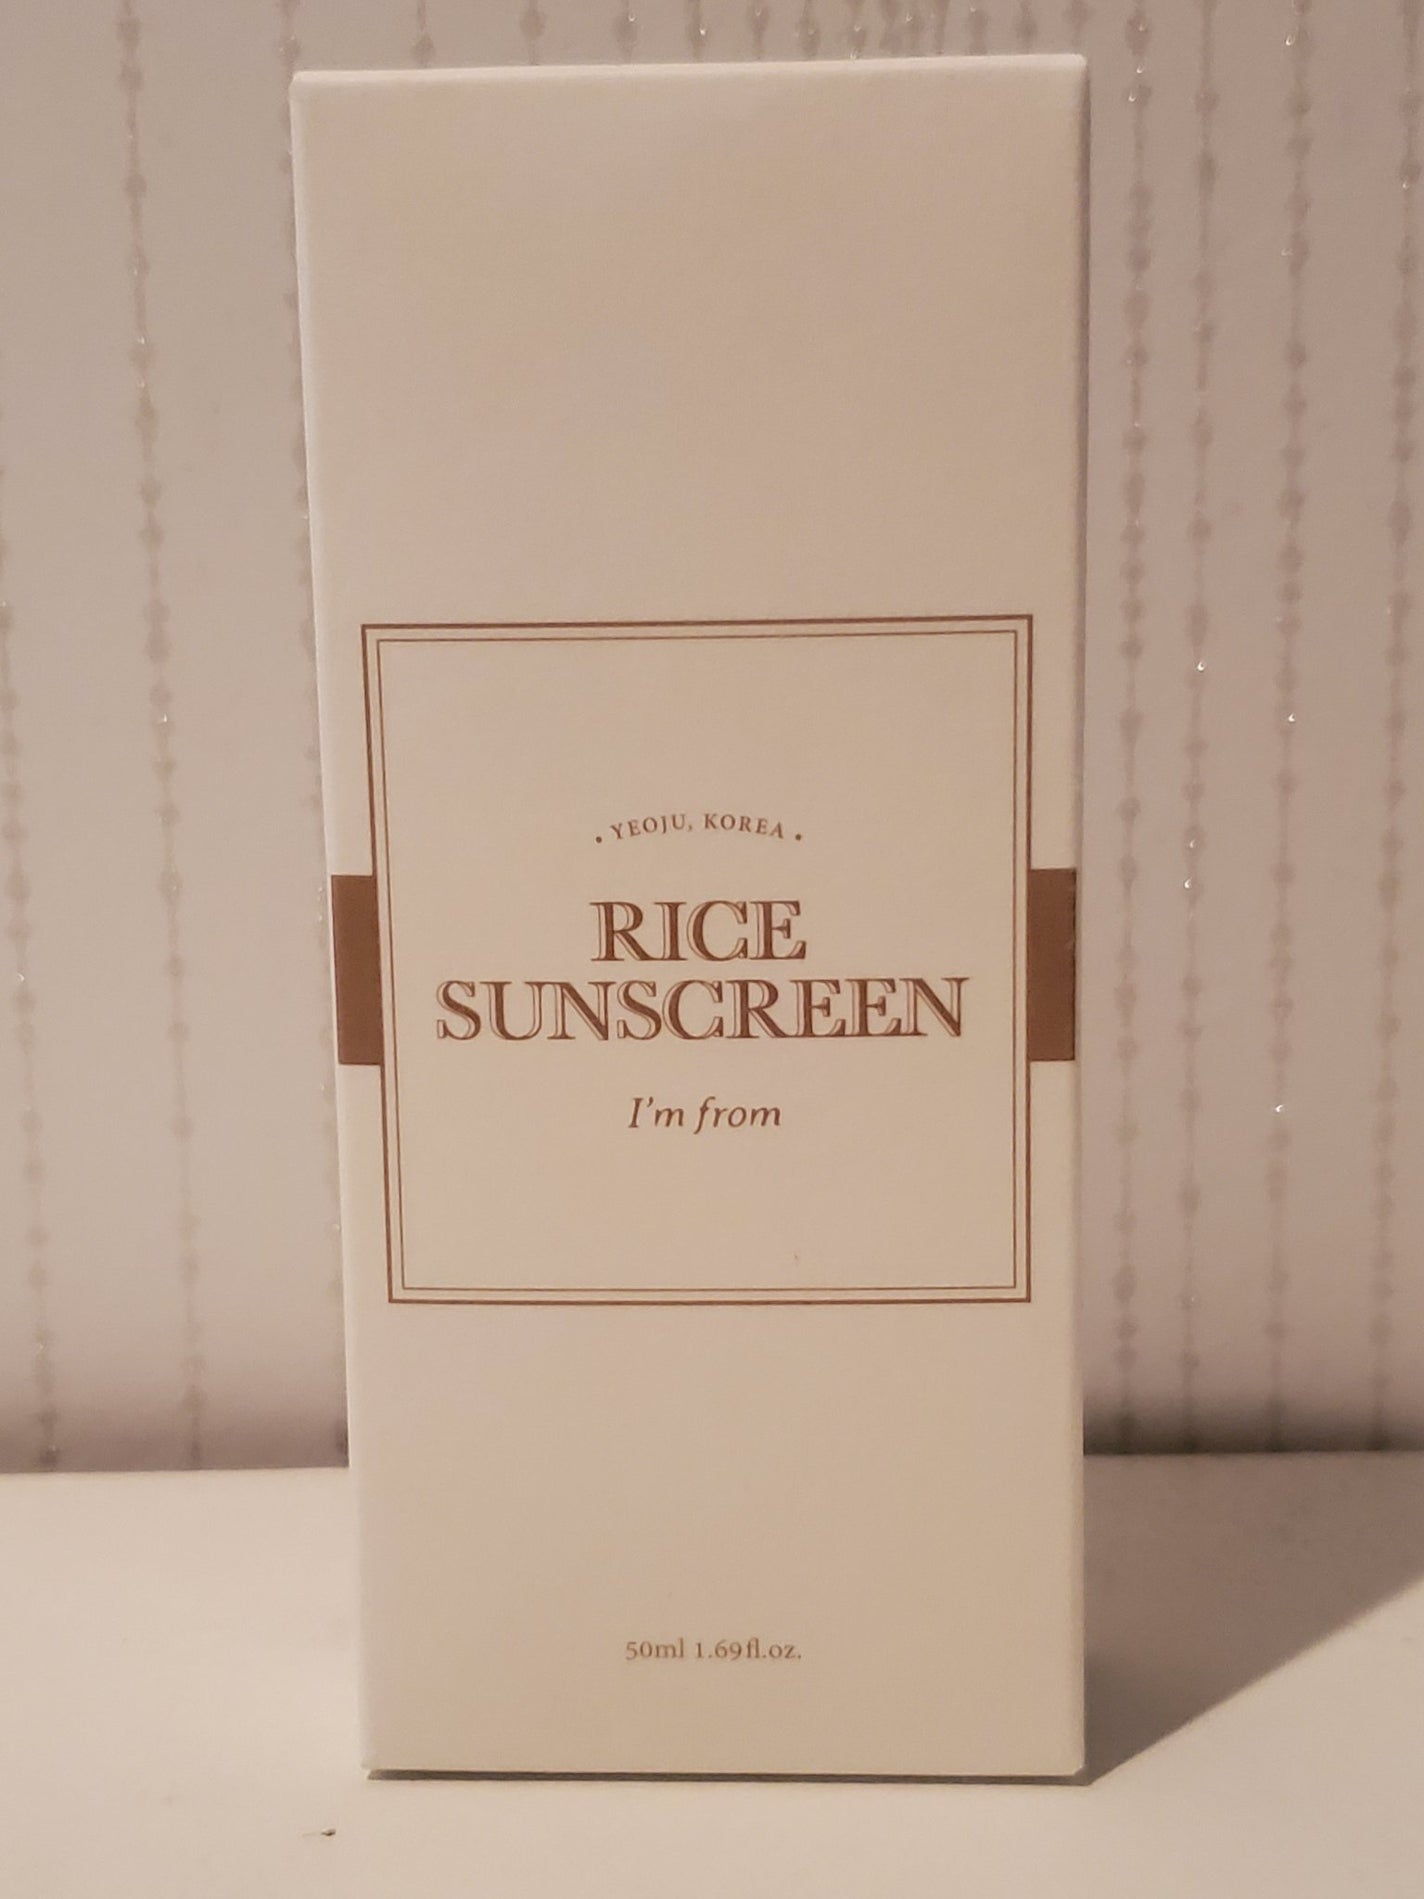 • YEOJU, KOREA •
RICE
SUNSCREEN
I'm from
50ml 1.69fl.oz.